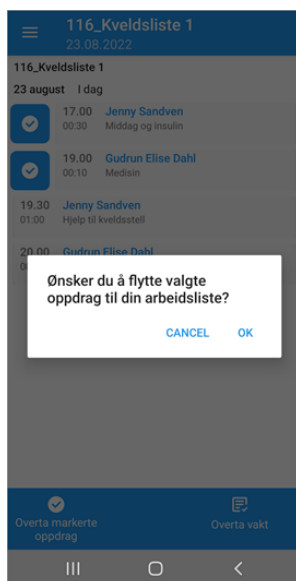 116_Kveldsliste 1
23.08.2022
116_Kveldsliste 1
23 august I dag
17.00 Jenny Sandven
00:30 Middag og insulin
19.00 Gudrun Elise Dahl
00:10 Medisin
19.30 Jenny Sandven
01:00 Hjelp til kveldsstell
20.00 Gudrun Elise Dahl
Ønsker du å flytte valgte
oppdrag til din arbeidsliste?
CANCEL OK
Overta markerte
oppdrag
Overta vakt